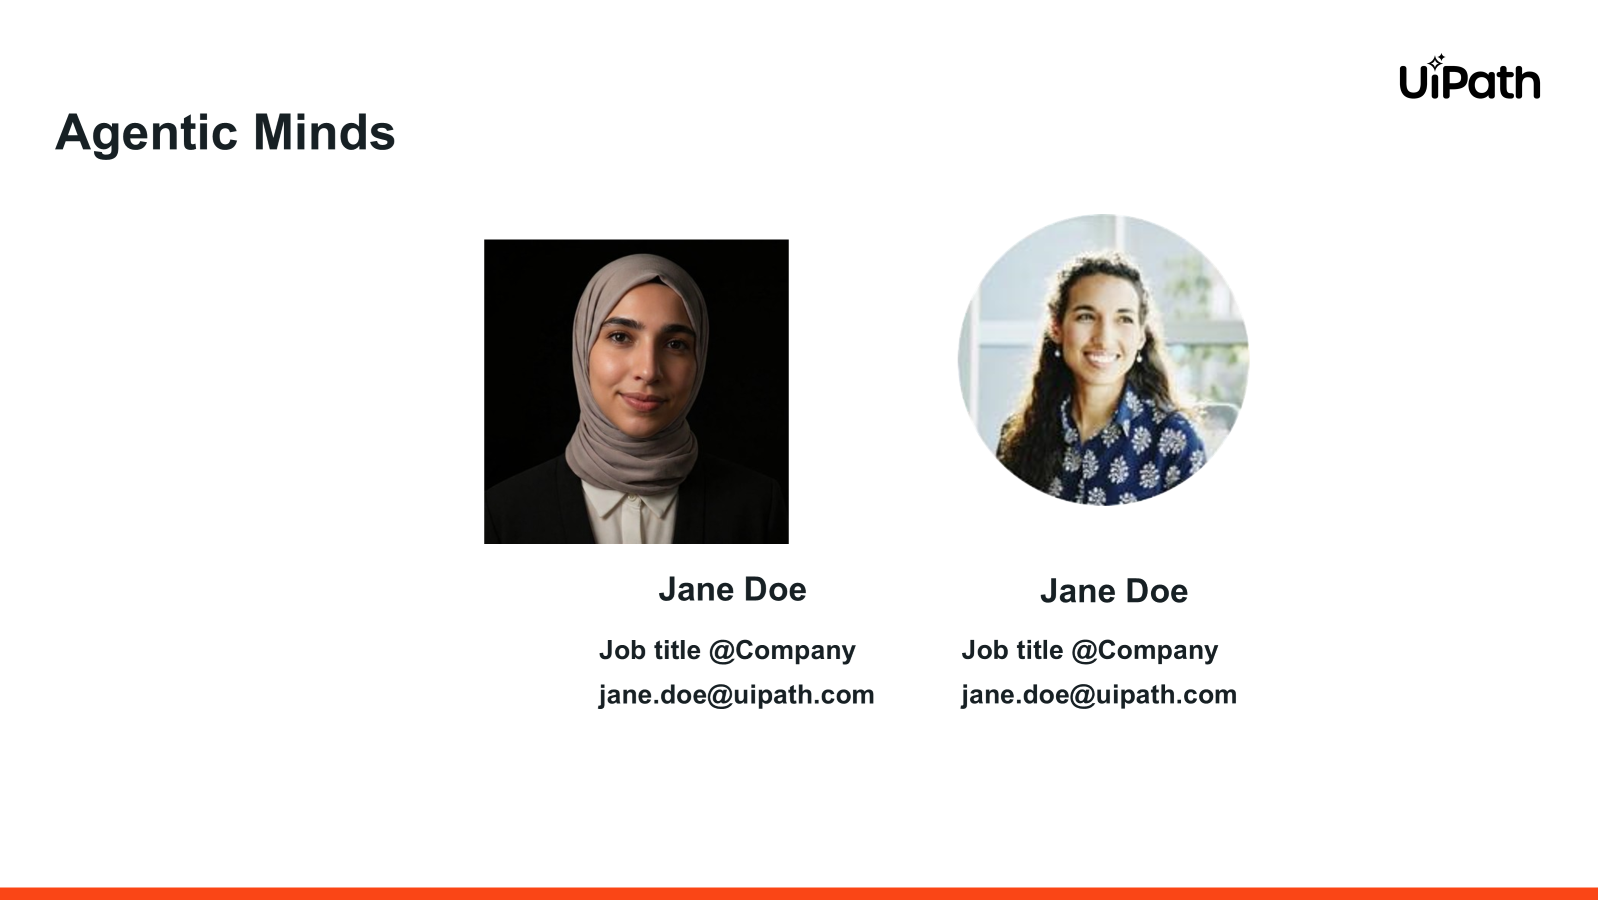 UiPath
Agentic Minds
Jane Doe
Job title @Company
jane.doe@uipath.com
Jane Doe
Job title @Company
jane.doe@uipath.com